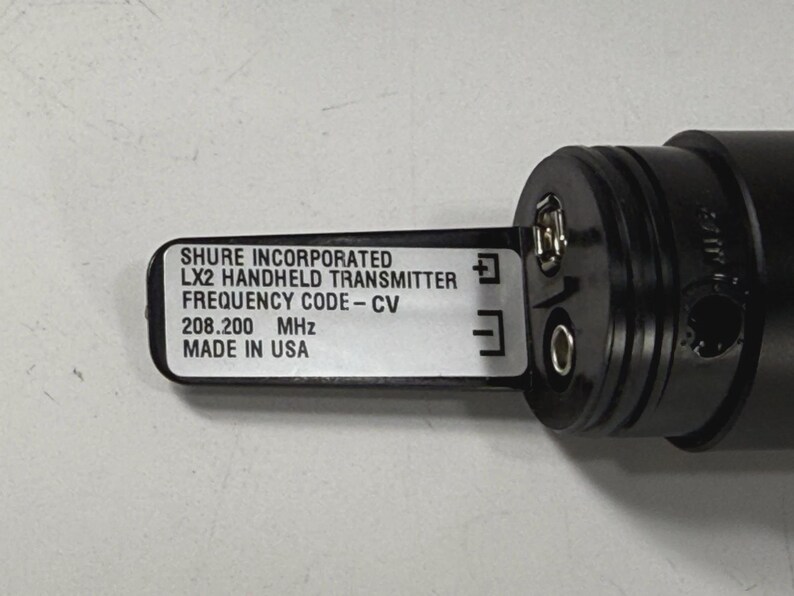 SHURE INCORPORATED
LX2 HANDHELD TRANSMITTER
FREQUENCY CODE – CV
208.200 MHz
MADE IN USA
+
−